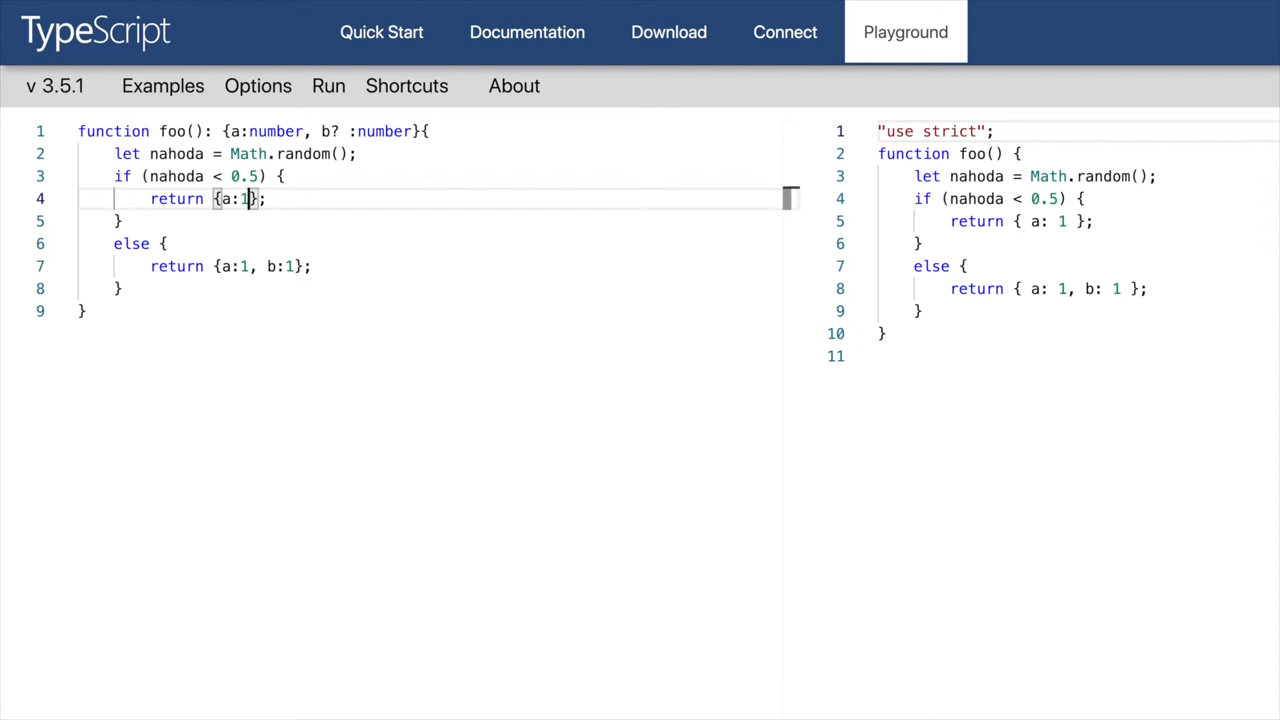 TypeScript Quick Start Documentation Download Connect Playground
v 3.5.1 Examples Options Run Shortcuts About
1 function foo(): {a:number, b? :number}{
2 let nahoda = Math.random();
3 if (nahoda < 0.5) {
4 return {a:1};
5 }
6 else {
7 return {a:1, b:1};
8 }
9 }
1 "use strict";
2 function foo() {
3 let nahoda = Math.random();
4 if (nahoda < 0.5) {
5 return { a: 1 };
6 }
7 else {
8 return { a: 1, b: 1 };
9 }
10 }
11